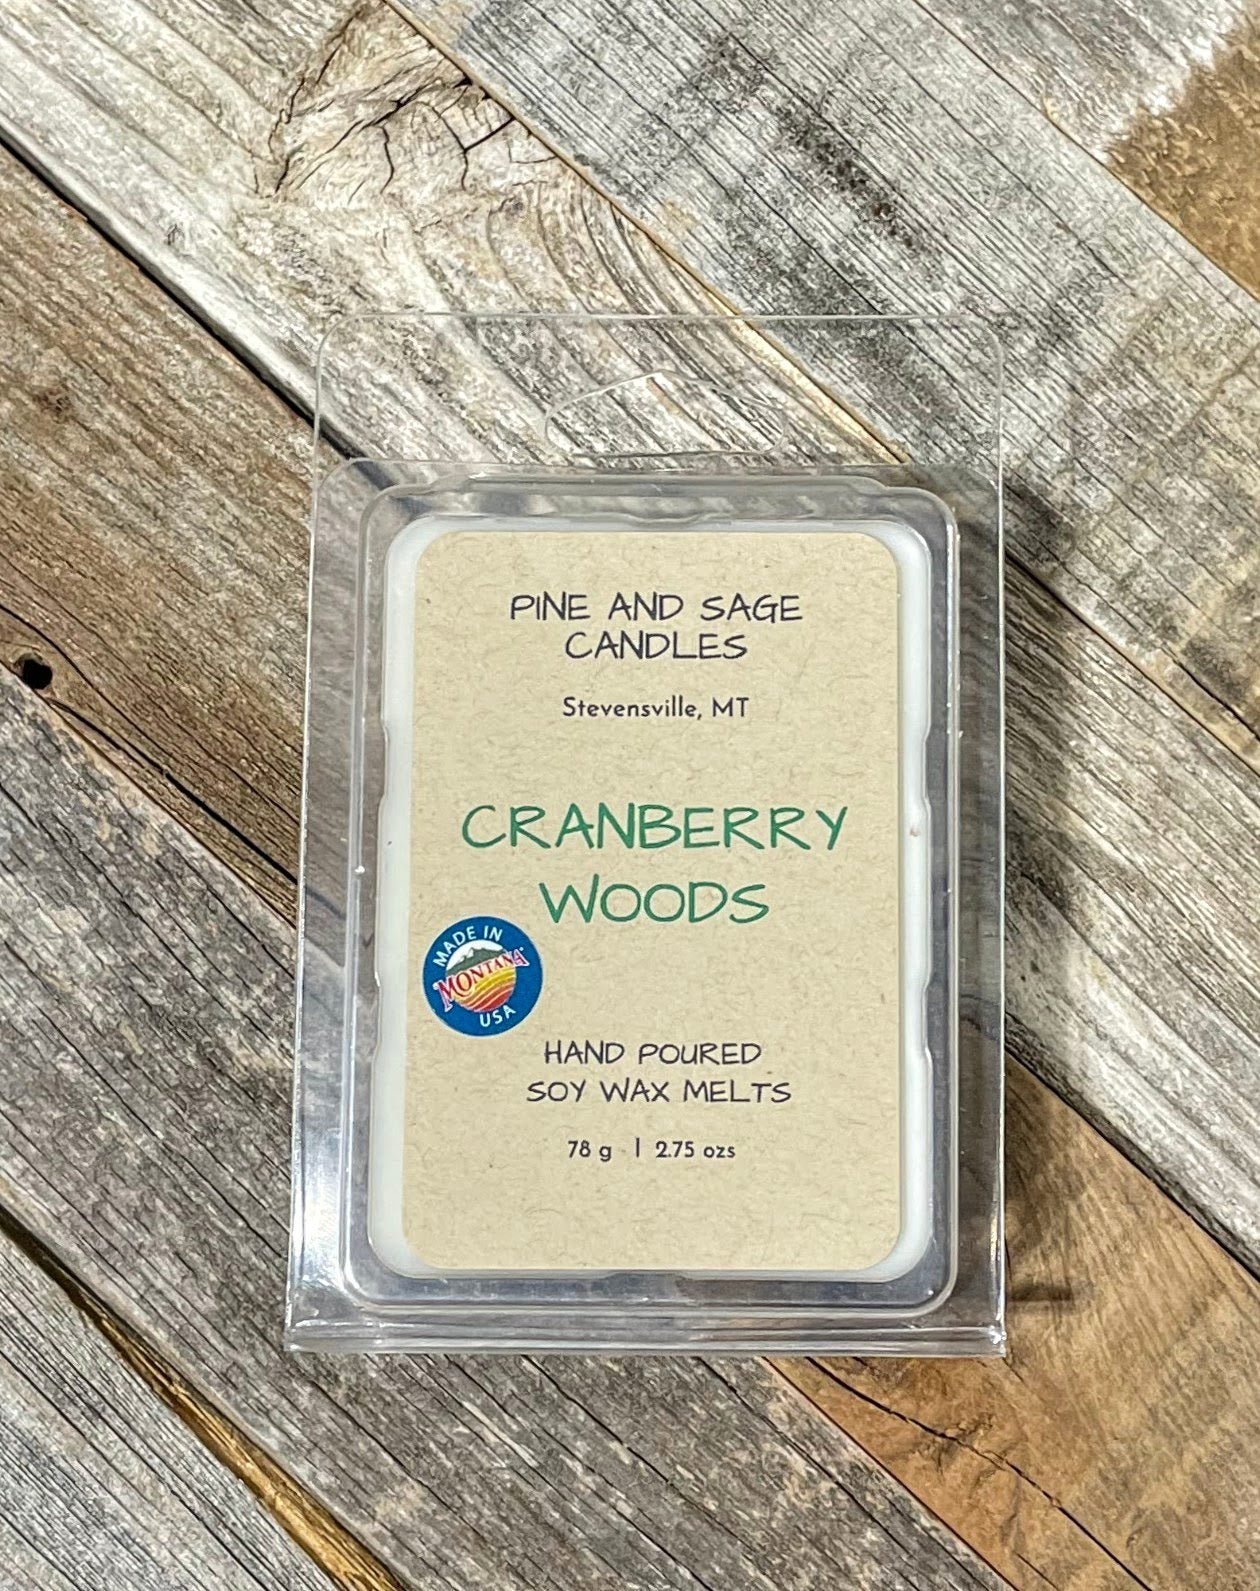 PINE AND SAGE
CANDLES
Stevensville, MT
CRANBERRY
WOODS
MADE IN
MONTANA
USA
HAND POURED
SOY WAX MELTS
78 g | 2.75 ozs